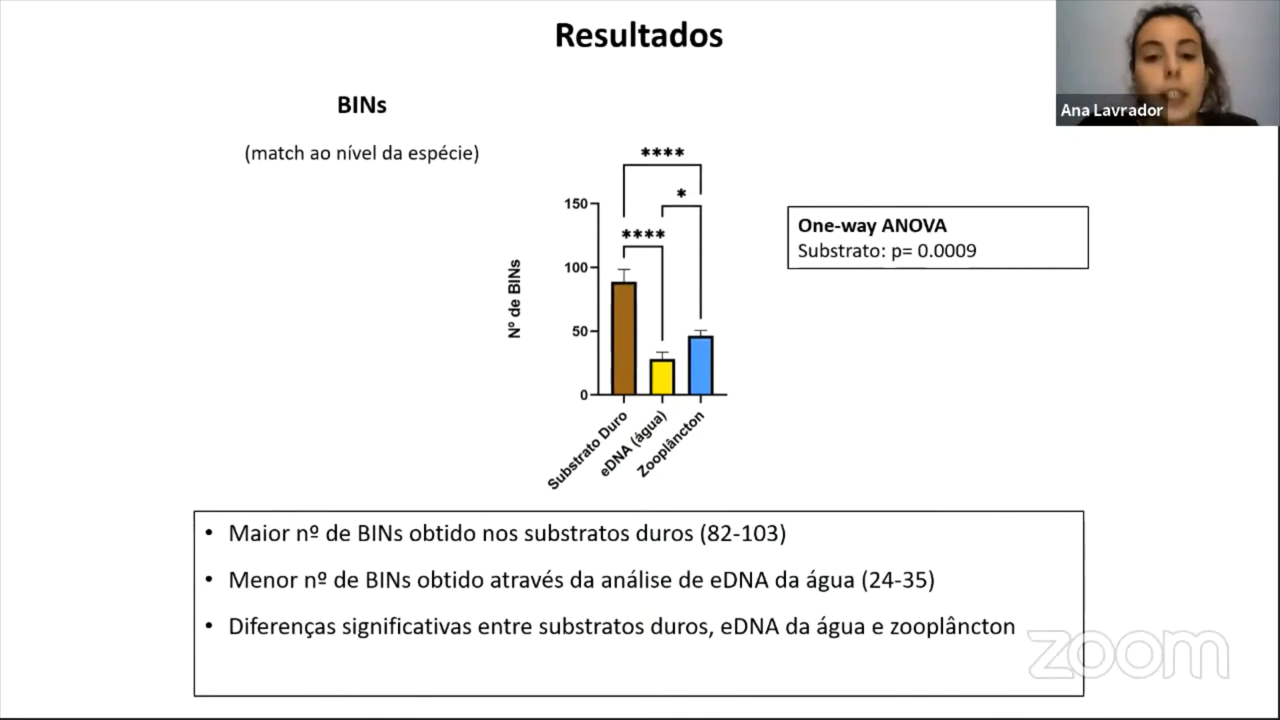 Resultados
Ana Lavrador
BINs
(match ao nível da espécie)
****
*
****
150
100
50
0
Nº de BINs
Substrato Duro
eDNA (água)
Zooplâncton
One-way ANOVA
Substrato: p= 0.0009
• Maior nº de BINs obtido nos substratos duros (82-103)
• Menor nº de BINs obtido através da análise de eDNA da água (24-35)
• Diferenças significativas entre substratos duros, eDNA da água e zooplâncton
zoom